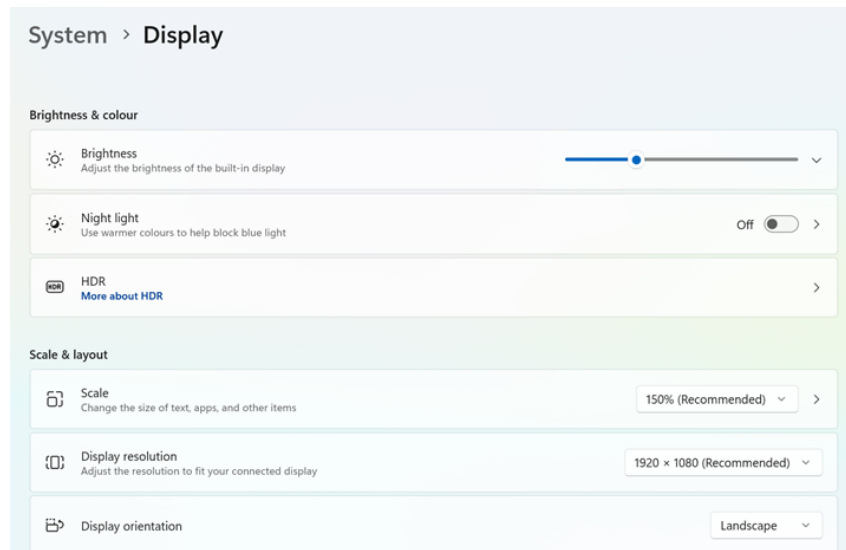 System > Display
Brightness & colour
Brightness
Adjust the brightness of the built-in display
Night light
Use warmer colours to help block blue light
Off
HDR
HDR
More about HDR
Scale & layout
Scale
Change the size of text, apps, and other items
150% (Recommended)
Display resolution
Adjust the resolution to fit your connected display
1920 × 1080 (Recommended)
Display orientation
Landscape